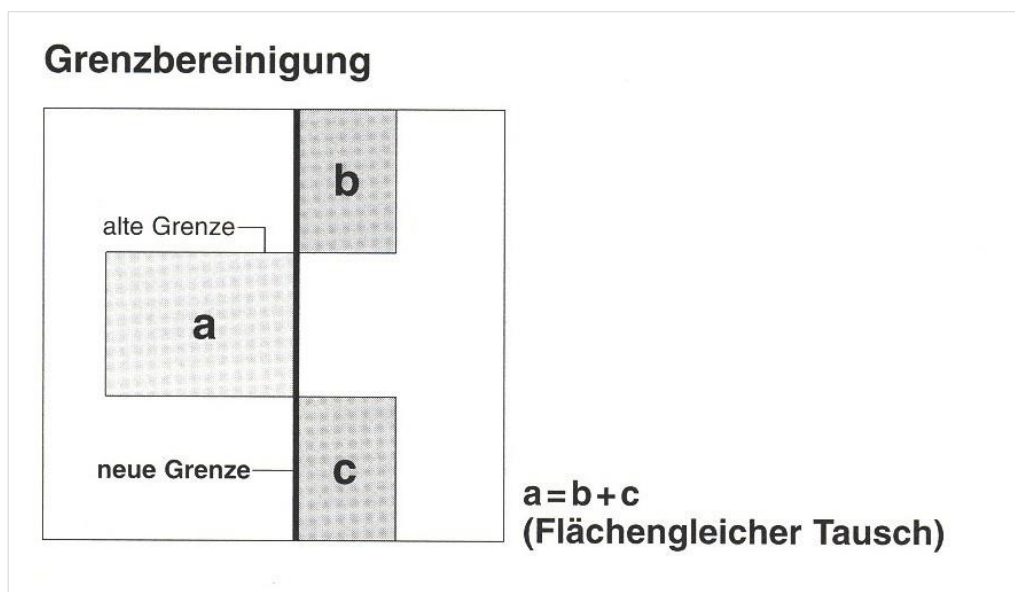 Grenzbereinigung
b
alte Grenze
a
neue Grenze
c
a=b+c
(Flächengleicher Tausch)